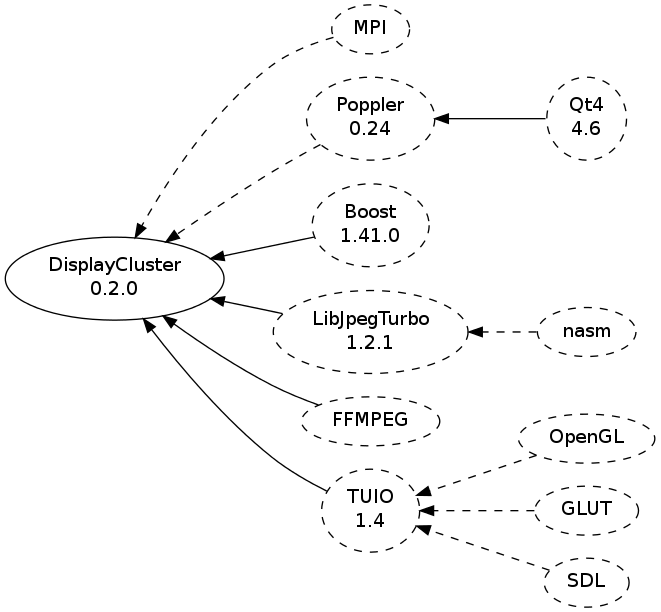 MPI
Poppler
0.24
Qt4
4.6
Boost
1.41.0
DisplayCluster
0.2.0
LibJpegTurbo
1.2.1
nasm
FFMPEG
OpenGL
TUIO
1.4
GLUT
SDL